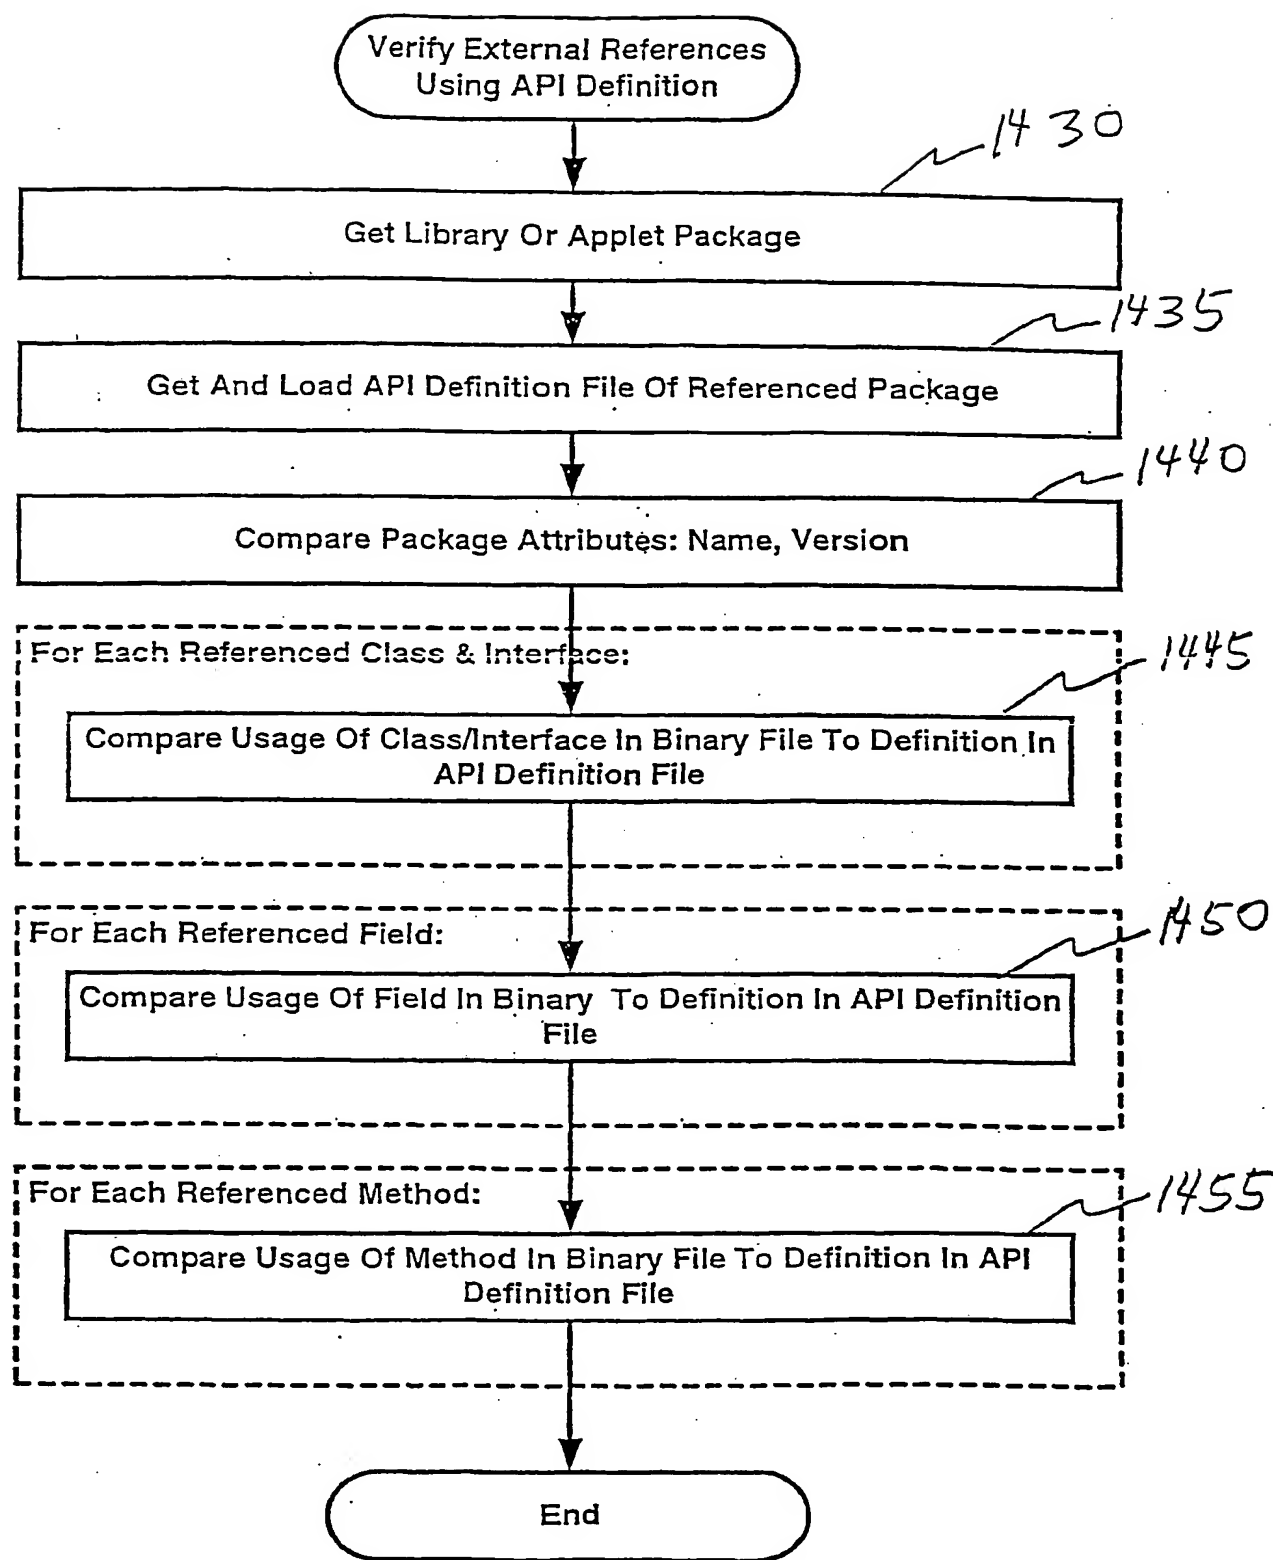 Verify External References
Using API Definition
1430
Get Library Or Applet Package
1435
Get And Load API Definition File Of Referenced Package
1440
Compare Package Attributes: Name, Version
For Each Referenced Class & Interface:
1445
Compare Usage Of Class/Interface In Binary File To Definition In
API Definition File
For Each Referenced Field:
1450
Compare Usage Of Field In Binary To Definition In API Definition
File
For Each Referenced Method:
1455
Compare Usage Of Method In Binary File To Definition In API
Definition File
End